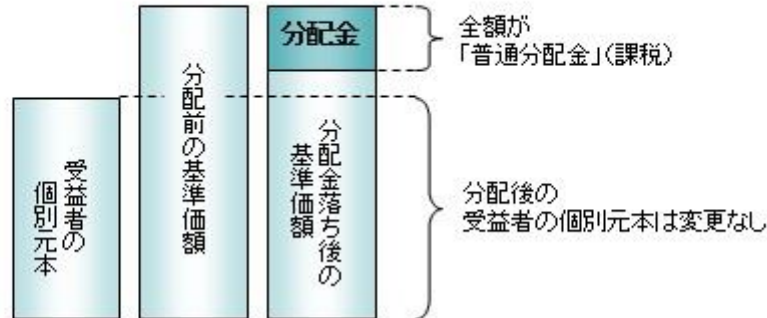 受益者の
個別元本
分配前の基準価額
分配金
分配金落ち後の
基準価額
全額が
「普通分配金」(課税)
分配後の
受益者の個別元本は変更なし